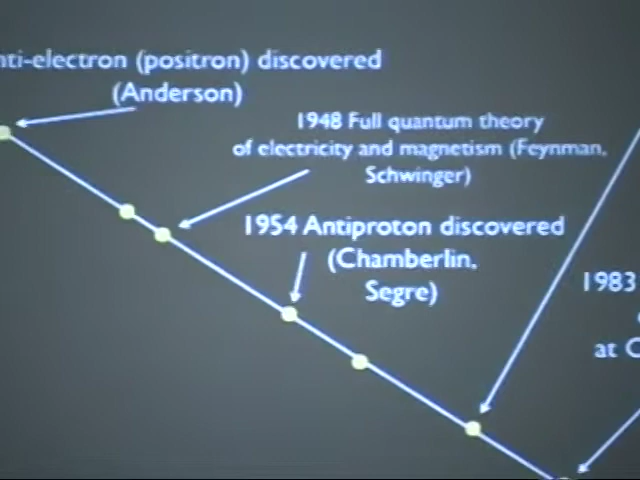 nti-electron (positron) discovered
(Anderson)
1948 Full quantum theory
of electricity and magnetism (Feynman,
Schwinger)
1954 Antiproton discovered
(Chamberlin,
Segre)
1983
at C